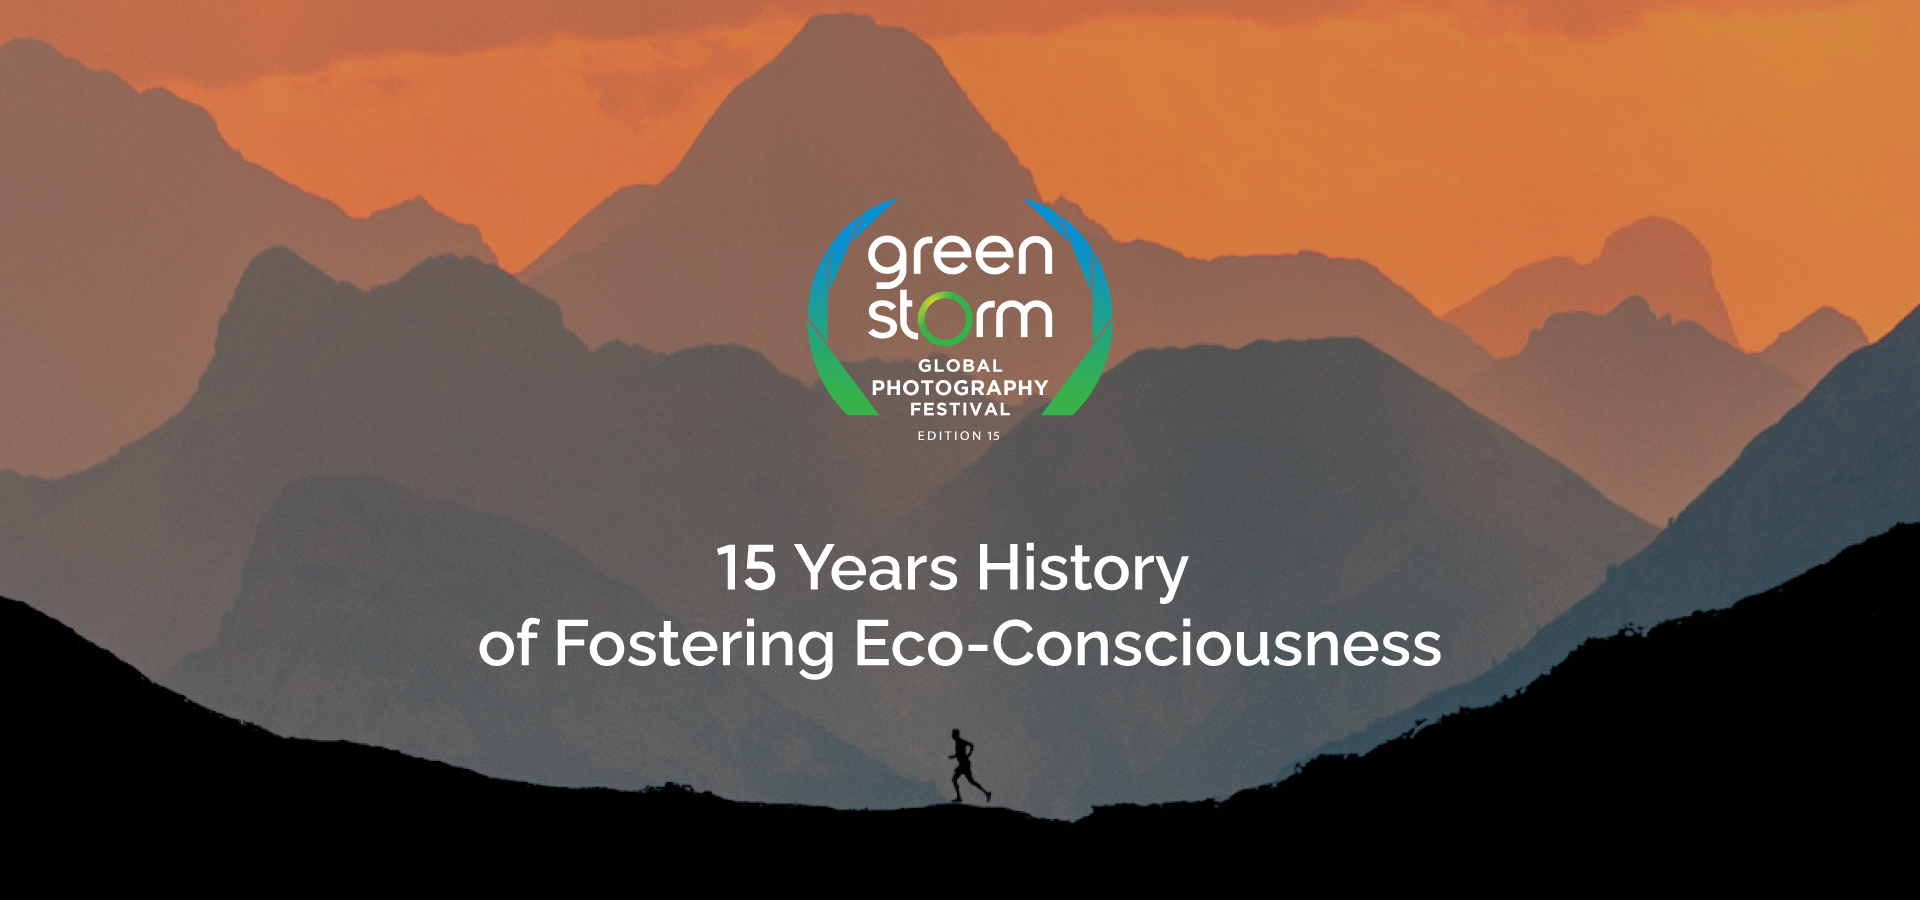 green
storm
GLOBAL
PHOTOGRAPHY
FESTIVAL
EDITION 15
15 Years History
of Fostering Eco-Consciousness